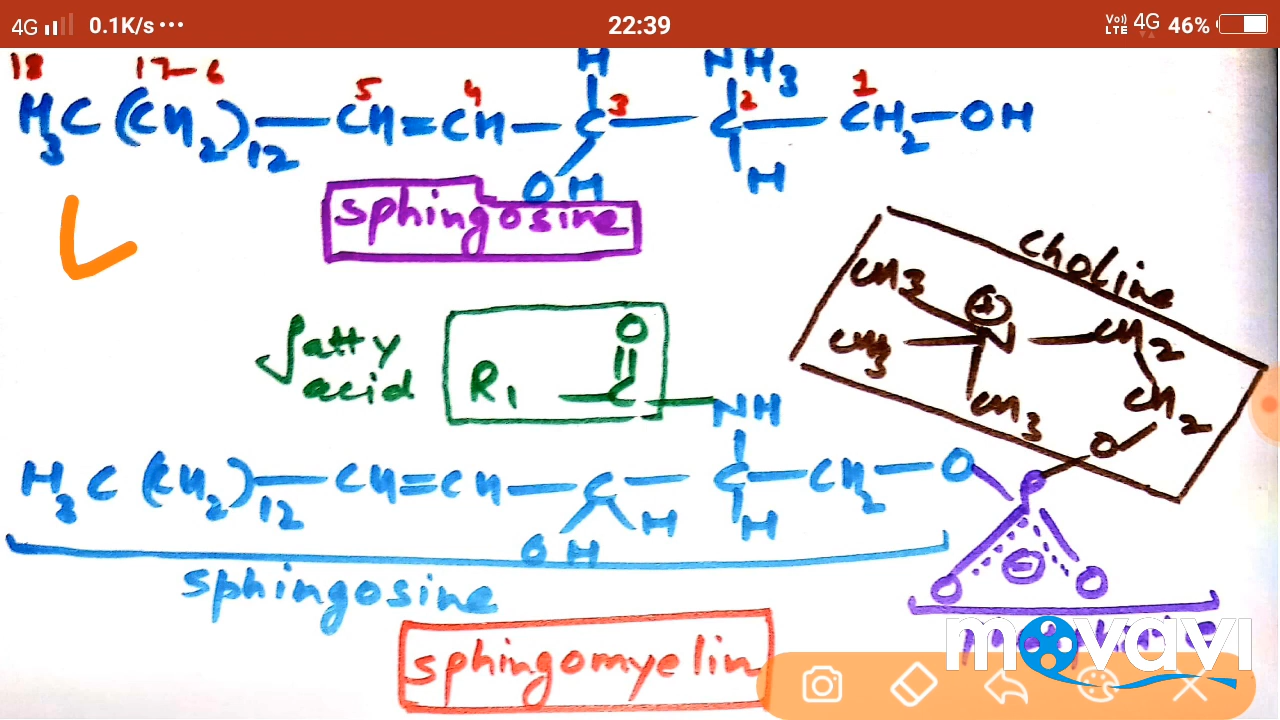 4G 0.1K/s ... 22:39 Vo) LTE 4G 46%
18 17-6 5 4 H 3 NH3 2 1
H3C (CH2)12—CH=CH—C—C—CH2—OH
OH H
sphingosine
choline
CH3 ⊕ CH3 N—CH2
CH3 CH2
O
fatty acid R1—C—NH
O
H3C (CH2)12—CH=CH—C—C—CH2—O P
OH H H
O ⊖ O
sphingosine
movavi
sphingomyelin